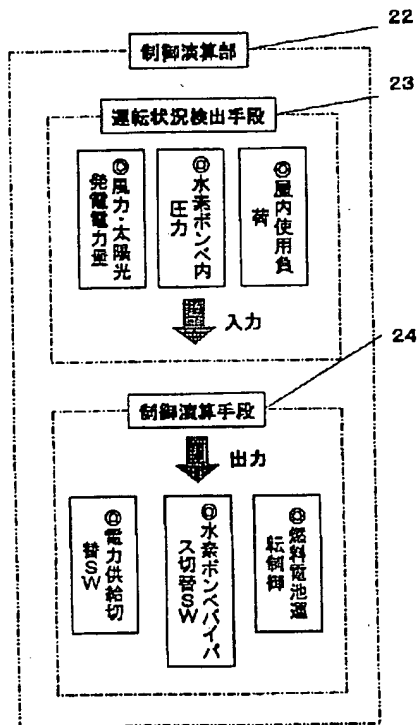 22
制御演算部
23
運転状況検出手段
◎風力・太陽光
発電電力量
◎水素ボンベ内
圧力
◎屋内使用負
荷
入力
24
制御演算手段
出力
◎電力供給切
替SW
◎水素ボンベバイパ
ス切替SW
◎燃料電池運
転制御